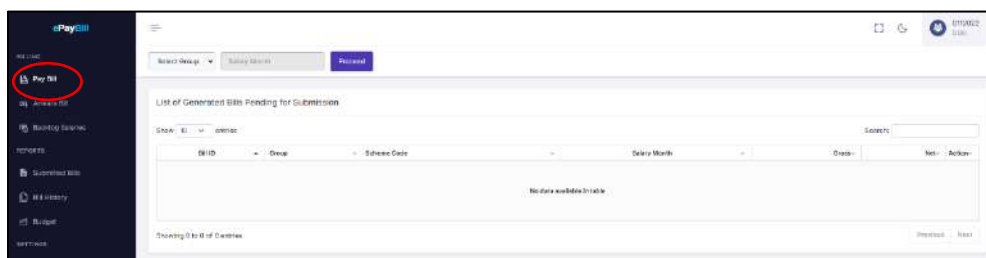 ePayBill
BILLING
Pay Bill
Arrears Bill
Backlog Salaries
REPORTS
Submitted Bills
Bill History
Budget
SETTINGS
Select Group
Salary Month
Proceed
List of Generated Bills Pending for Submission
Show 10 entries
Search:
Bill ID Group Scheme Code Salary Month Gross Net Action
No data available in table
Showing 0 to 0 of 0 entries
Previous Next